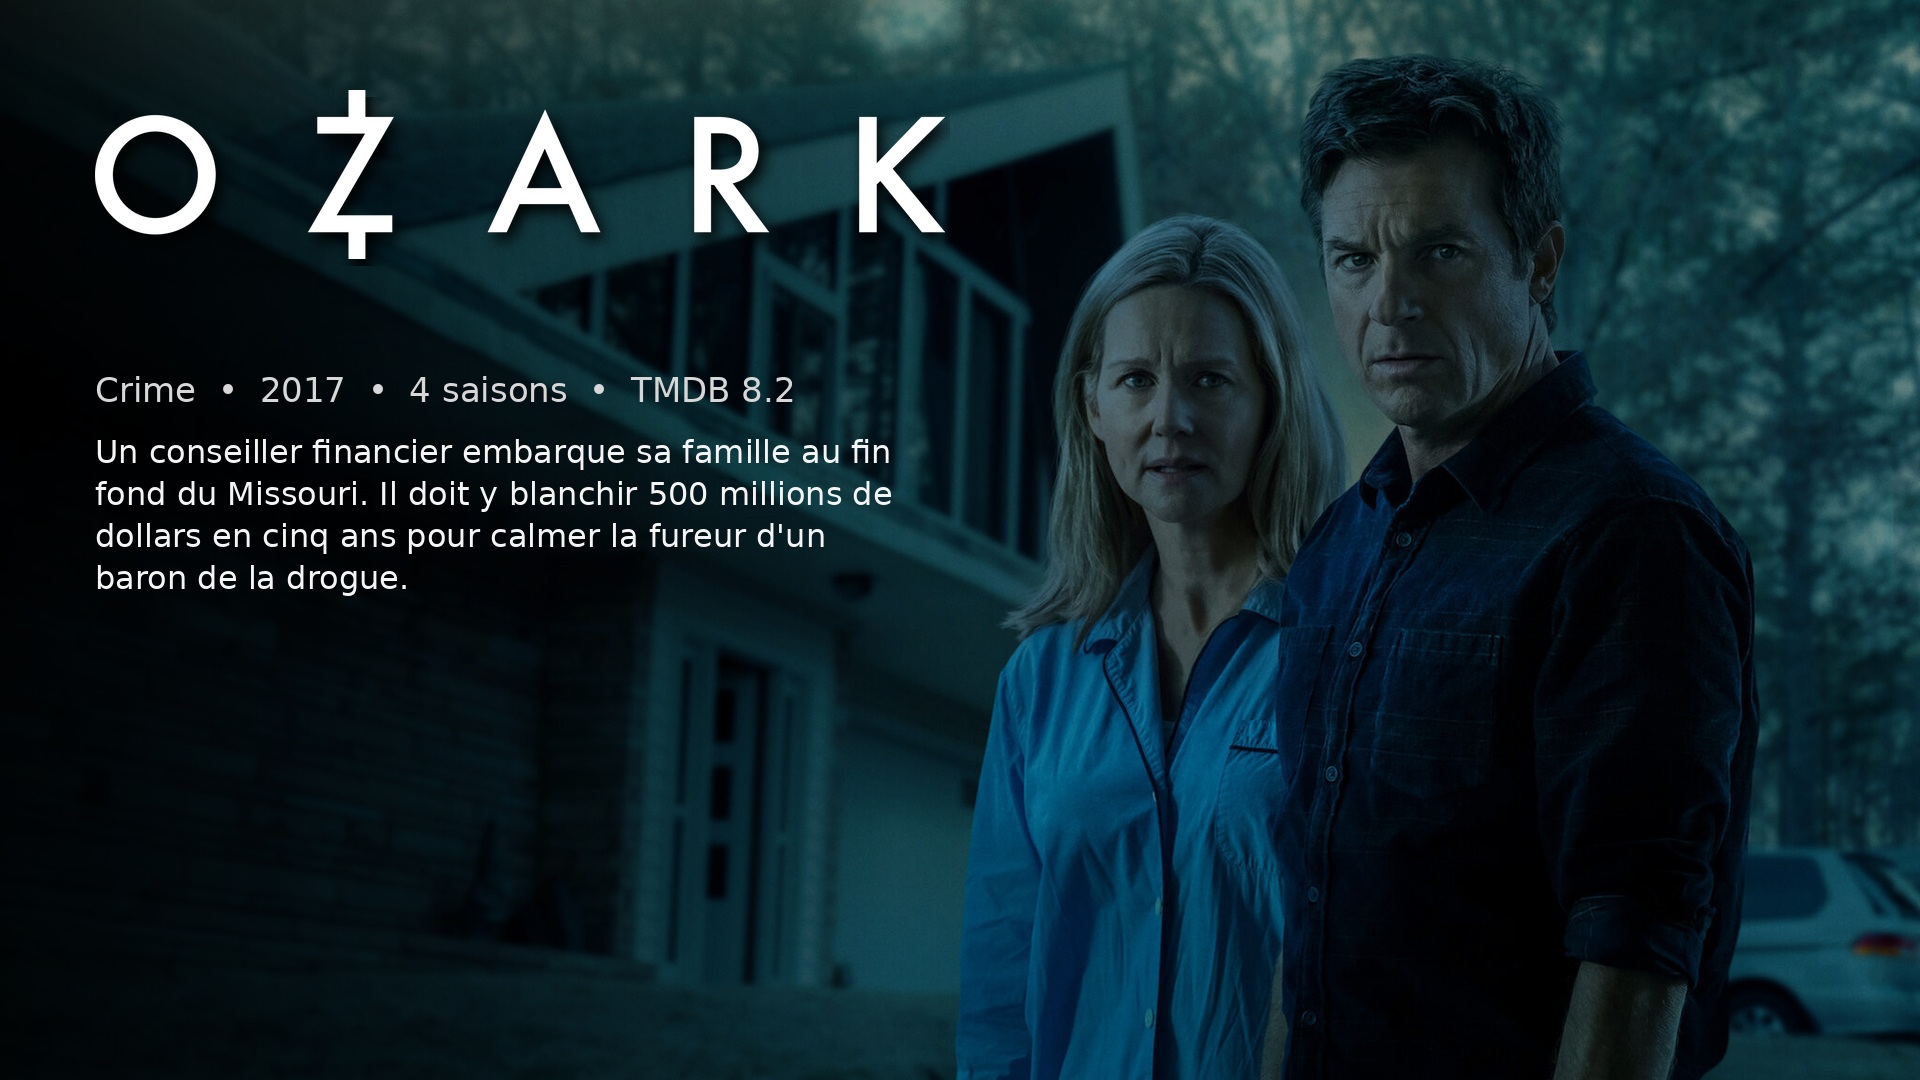 OZARK
Crime • 2017 • 4 saisons • TMDB 8.2
Un conseiller financier embarque sa famille au fin
fond du Missouri. Il doit y blanchir 500 millions de
dollars en cinq ans pour calmer la fureur d'un
baron de la drogue.